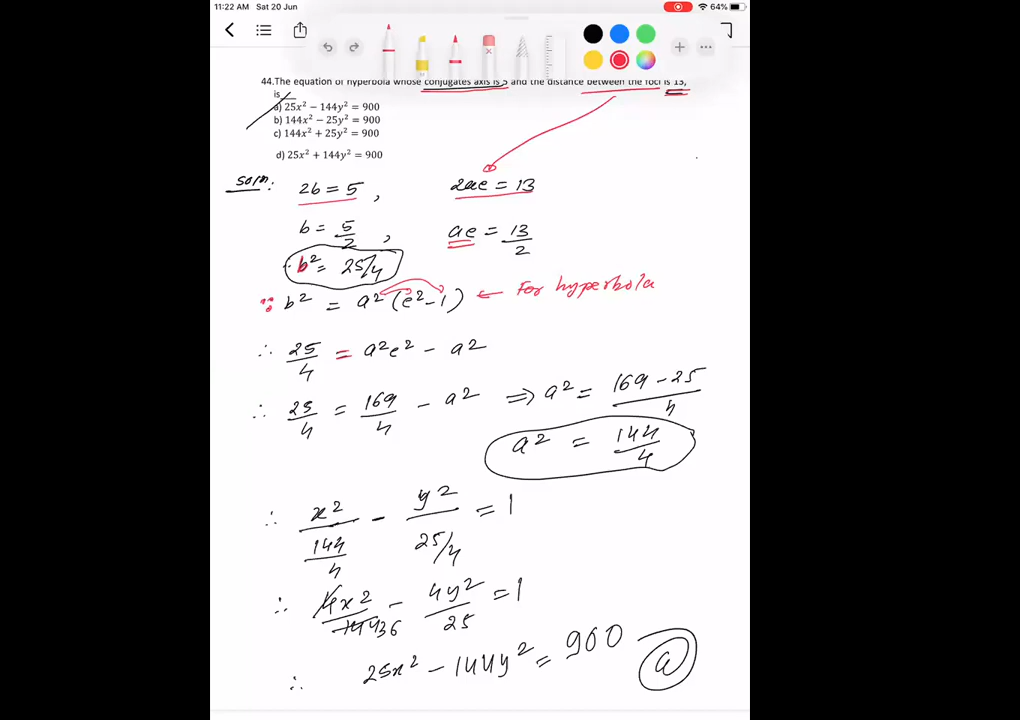 11:22 AM Sat 20 Jun 64%
44.The equation of hyperbola whose conjugates axis is 5 and the distance between the foci is 13,
is
a) 25x² − 144y² = 900
b) 144x² − 25y² = 900
c) 144x² + 25y² = 900
d) 25x² + 144y² = 900
Soln: 2b = 5, 2ae = 13
b = 5/2, ae = 13/2
b² = 25/4
∵ b² = a²(e²−1) ← For hyperbola
∴ 25/4 = a²e² − a²
∴ 25/4 = 169/4 − a² ⟹ a² = (169−25)/4
a² = 144/4
∴ x²/(144/4) − y²/(25/4) = 1
∴ 4x²/144 36 − 4y²/25 = 1
∴ 25x² − 144y² = 900 a